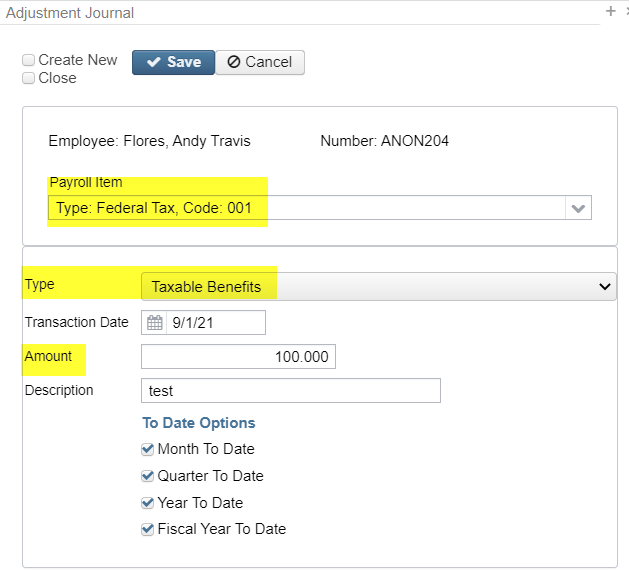 Adjustment Journal
Create New
Close
Save
Cancel
Employee: Flores, Andy Travis Number: ANON204
Payroll Item
Type: Federal Tax, Code: 001
Type Taxable Benefits
Transaction Date 9/1/21
Amount 100.000
Description test
To Date Options
Month To Date
Quarter To Date
Year To Date
Fiscal Year To Date